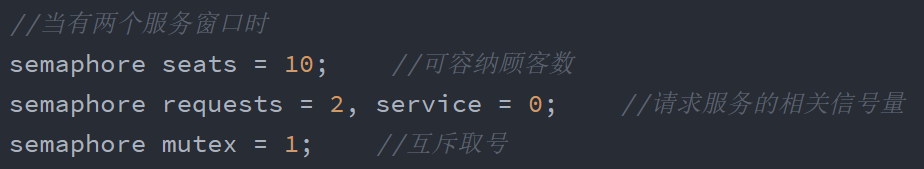 //当有两个服务窗口时
semaphore seats = 10;    //可容纳顾客数
semaphore requests = 2, service = 0;    //请求服务的相关信号量
semaphore mutex = 1;    //互斥取号